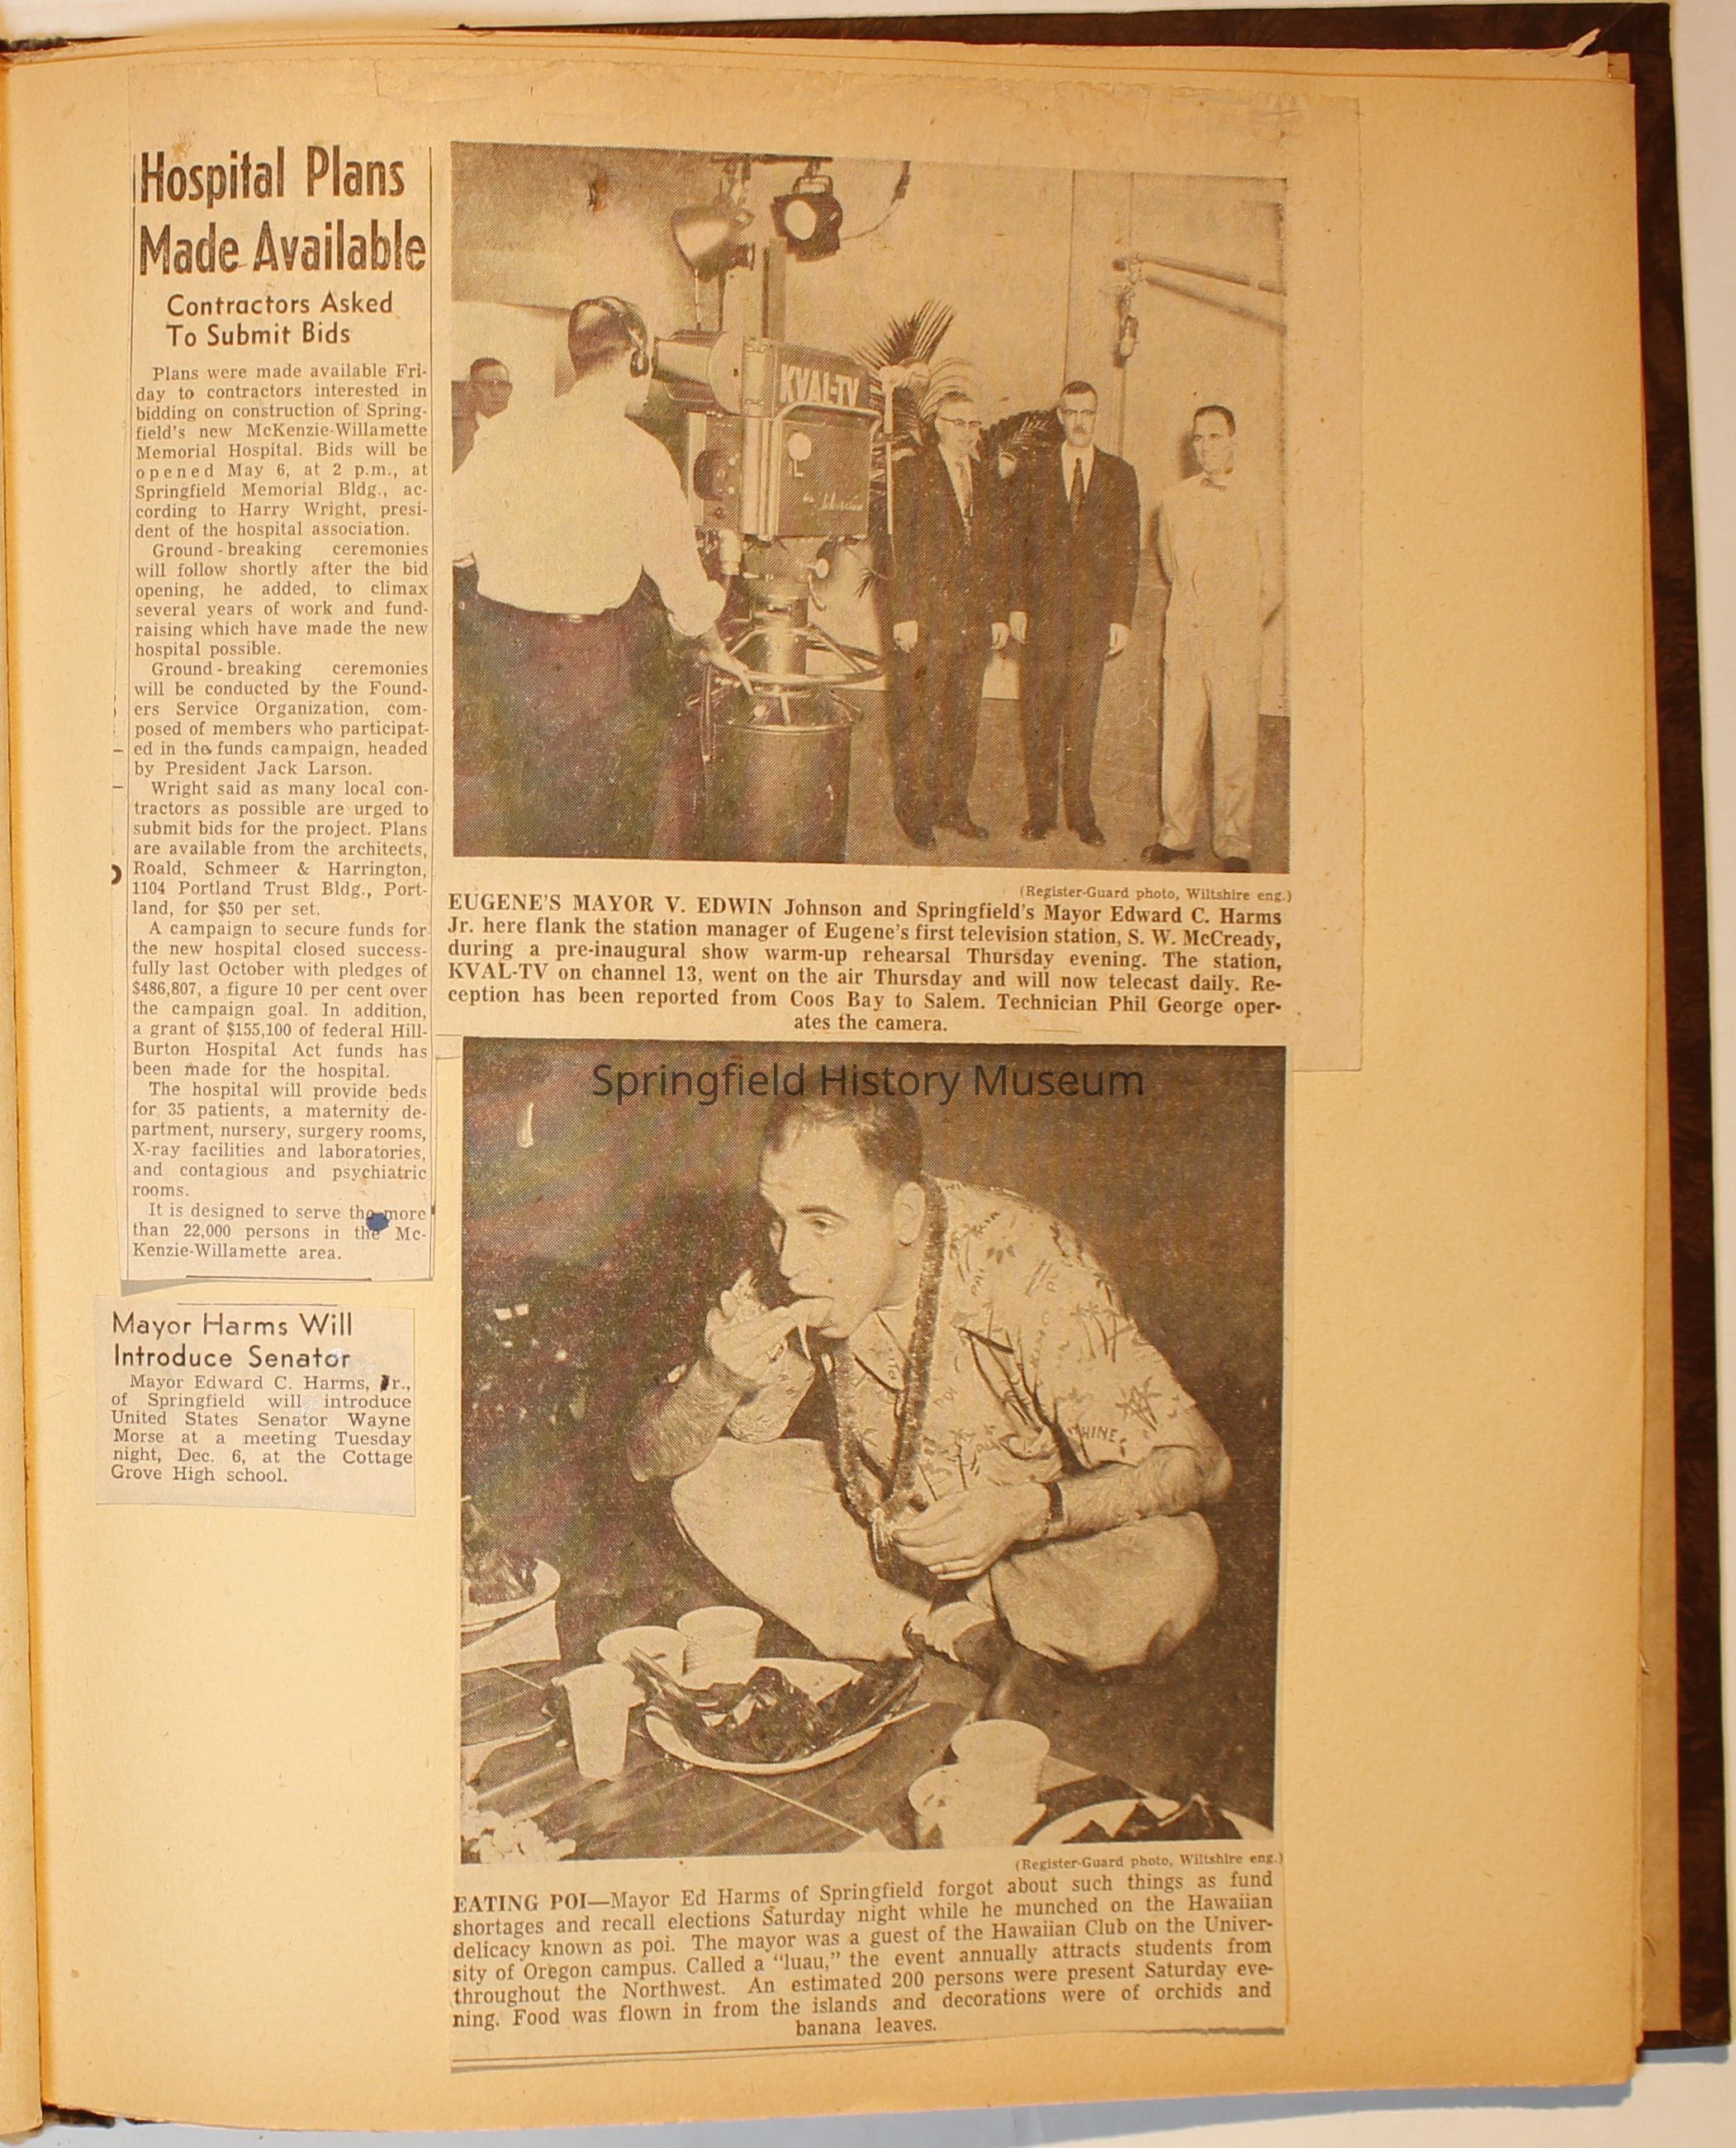 Hospital Plans
Made Available
Contractors Asked
To Submit Bids
Plans were made available Fri-
day to contractors interested in
bidding on construction of Spring-
field's new McKenzie-Willamette
Memorial Hospital. Bids will be
opened May 6, at 2 p.m., at
Springfield Memorial Bldg., ac-
cording to Harry Wright, presi-
dent of the hospital association.
Ground-breaking ceremonies
will follow shortly after the bid
opening, he added, to climax
several years of work and fund-
raising which have made the new
hospital possible.
Ground-breaking ceremonies
will be conducted by the Found-
ers Service Organization, com-
posed of members who participat-
ed in the funds campaign, headed
by President Jack Larson.
Wright said as many local con-
tractors as possible are urged to
submit bids for the project. Plans
are available from the architects,
Roald, Schmeer & Harrington,
1104 Portland Trust Bldg., Port-
land, for $50 per set.
A campaign to secure funds for
the new hospital closed success-
fully last October with pledges of
$486,807, a figure 10 per cent over
the campaign goal. In addition,
a grant of $155,100 of federal Hill-
Burton Hospital Act funds has
been made for the hospital.
The hospital will provide beds
for 35 patients, a maternity de-
partment, nursery, surgery rooms,
X-ray facilities and laboratories,
and contagious and psychiatric
rooms.
It is designed to serve the more
than 22,000 persons in the Mc-
Kenzie-Willamette area.
Mayor Harms Will
Introduce Senator
Mayor Edward C. Harms, Jr.,
of Springfield will introduce
United States Senator Wayne
Morse at a meeting Tuesday
night, Dec. 6, at the Cottage
Grove High school.
KVAL-TV
(Register-Guard photo, Wiltshire eng.)
EUGENE'S MAYOR V. EDWIN Johnson and Springfield's Mayor Edward C. Harms
Jr. here flank the station manager of Eugene's first television station, S. W. McCready,
during a pre-inaugural show warm-up rehearsal Thursday evening. The station,
KVAL-TV on channel 13, went on the air Thursday and will now telecast daily. Re-
ception has been reported from Coos Bay to Salem. Technician Phil George oper-
ates the camera.
Springfield History Museum
(Register-Guard photo, Wiltshire eng.)
EATING POI—Mayor Ed Harms of Springfield forgot about such things as fund
shortages and recall elections Saturday night while he munched on the Hawaiian
delicacy known as poi. The mayor was a guest of the Hawaiian Club on the Univer-
sity of Oregon campus. Called a "luau," the event annually attracts students from
throughout the Northwest. An estimated 200 persons were present Saturday eve-
ning. Food was flown in from the islands and decorations were of orchids and
banana leaves.